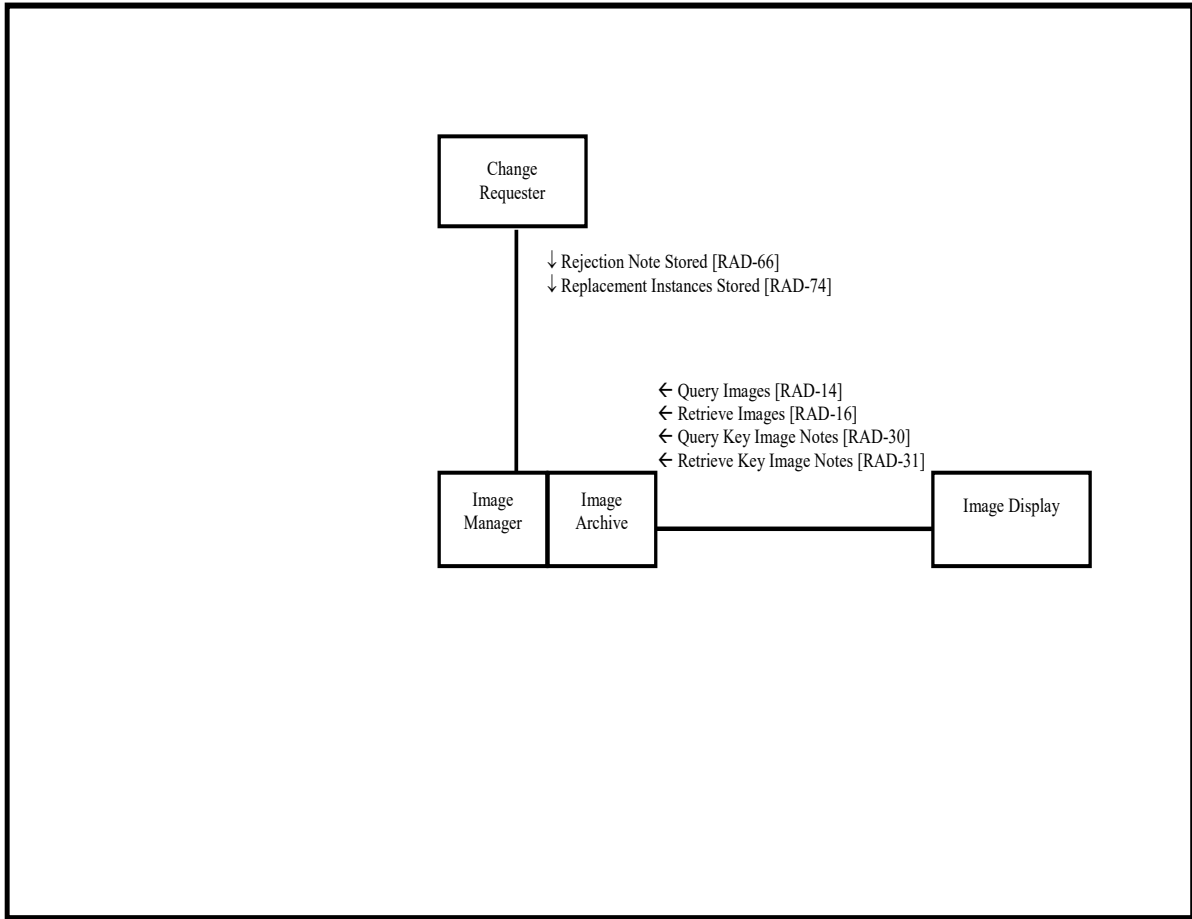 Change
Requester
↓ Rejection Note Stored [RAD-66]
↓ Replacement Instances Stored [RAD-74]
← Query Images [RAD-14]
← Retrieve Images [RAD-16]
← Query Key Image Notes [RAD-30]
← Retrieve Key Image Notes [RAD-31]
Image
Manager
Image
Archive
Image Display